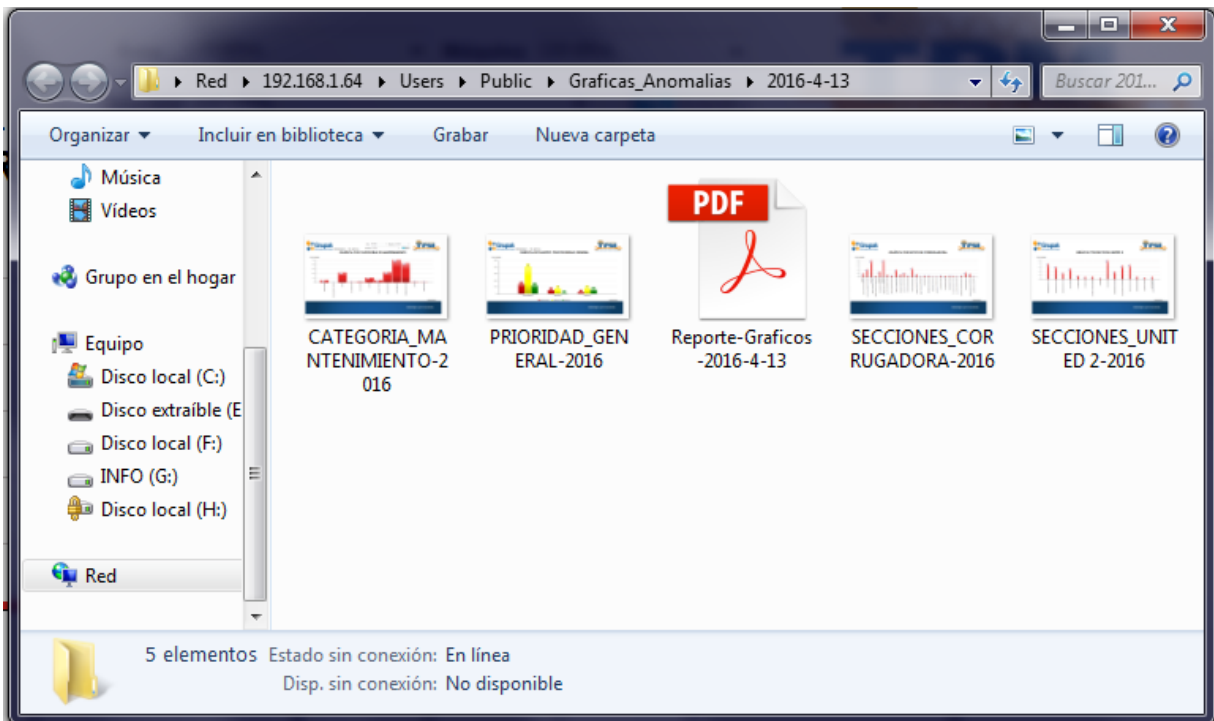 Red ▸ 192.168.1.64 ▸ Users ▸ Public ▸ Graficas_Anomalias ▸ 2016-4-13
Buscar 201...
Organizar Incluir en biblioteca Grabar Nueva carpeta
Música
Vídeos
Grupo en el hogar
Equipo
Disco local (C:)
Disco extraíble (E
Disco local (F:)
INFO (G:)
Disco local (H:)
Red
PDF
CATEGORIA_MA
NTENIMIENTO-2
016
PRIORIDAD_GEN
ERAL-2016
Reporte-Graficos
-2016-4-13
SECCIONES_COR
RUGADORA-2016
SECCIONES_UNIT
ED 2-2016
5 elementos Estado sin conexión: En línea
Disp. sin conexión: No disponible